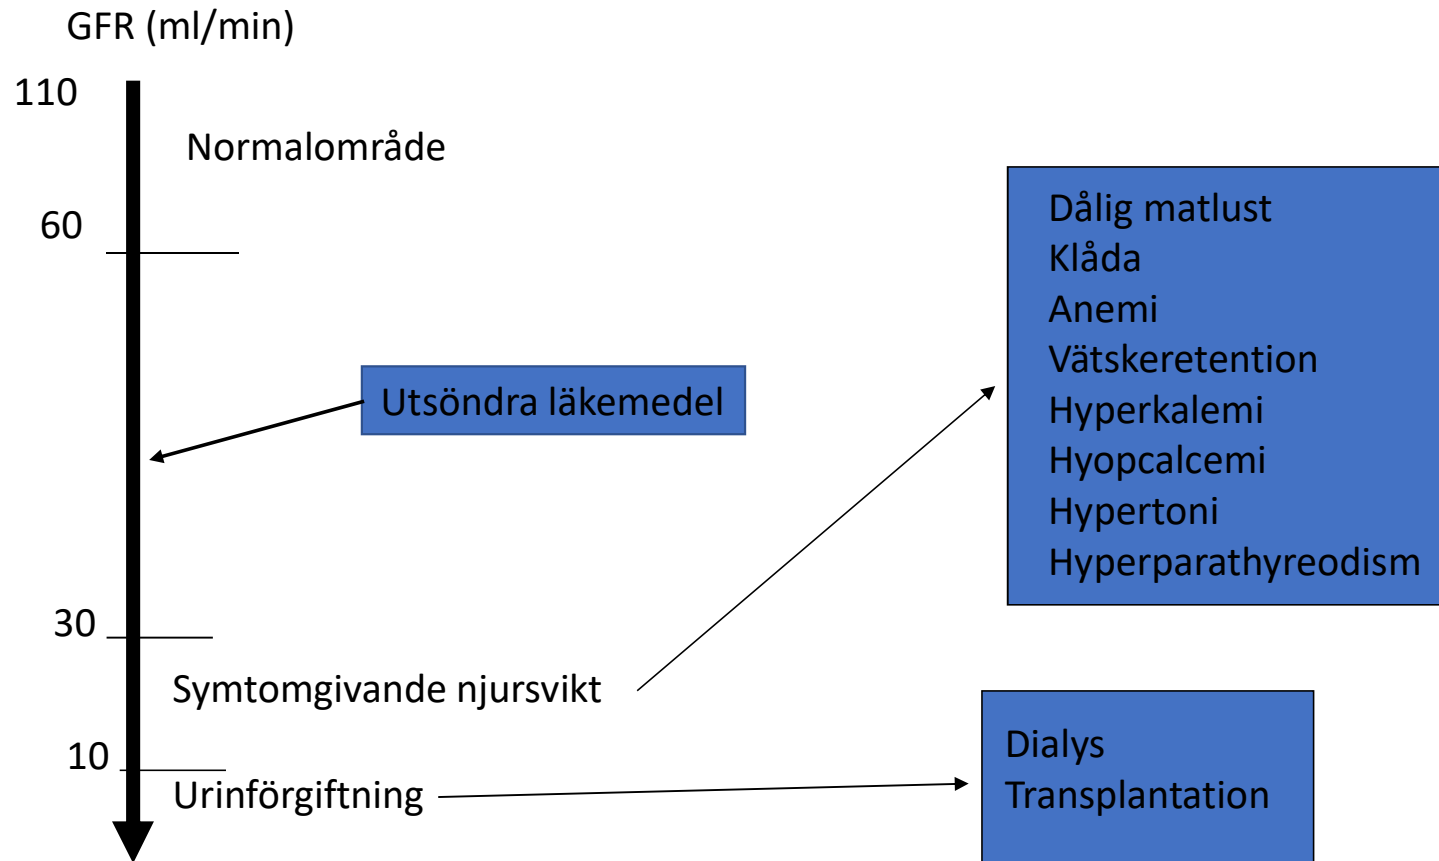 GFR (ml/min)
110
Normalområde
60
Utsöndra läkemedel
Dålig matlust
Klåda
Anemi
Vätskeretention
Hyperkalemi
Hyopcalcemi
Hypertoni
Hyperparathyreodism
30
Symtomgivande njursvikt
10
Urinförgiftning
Dialys
Transplantation